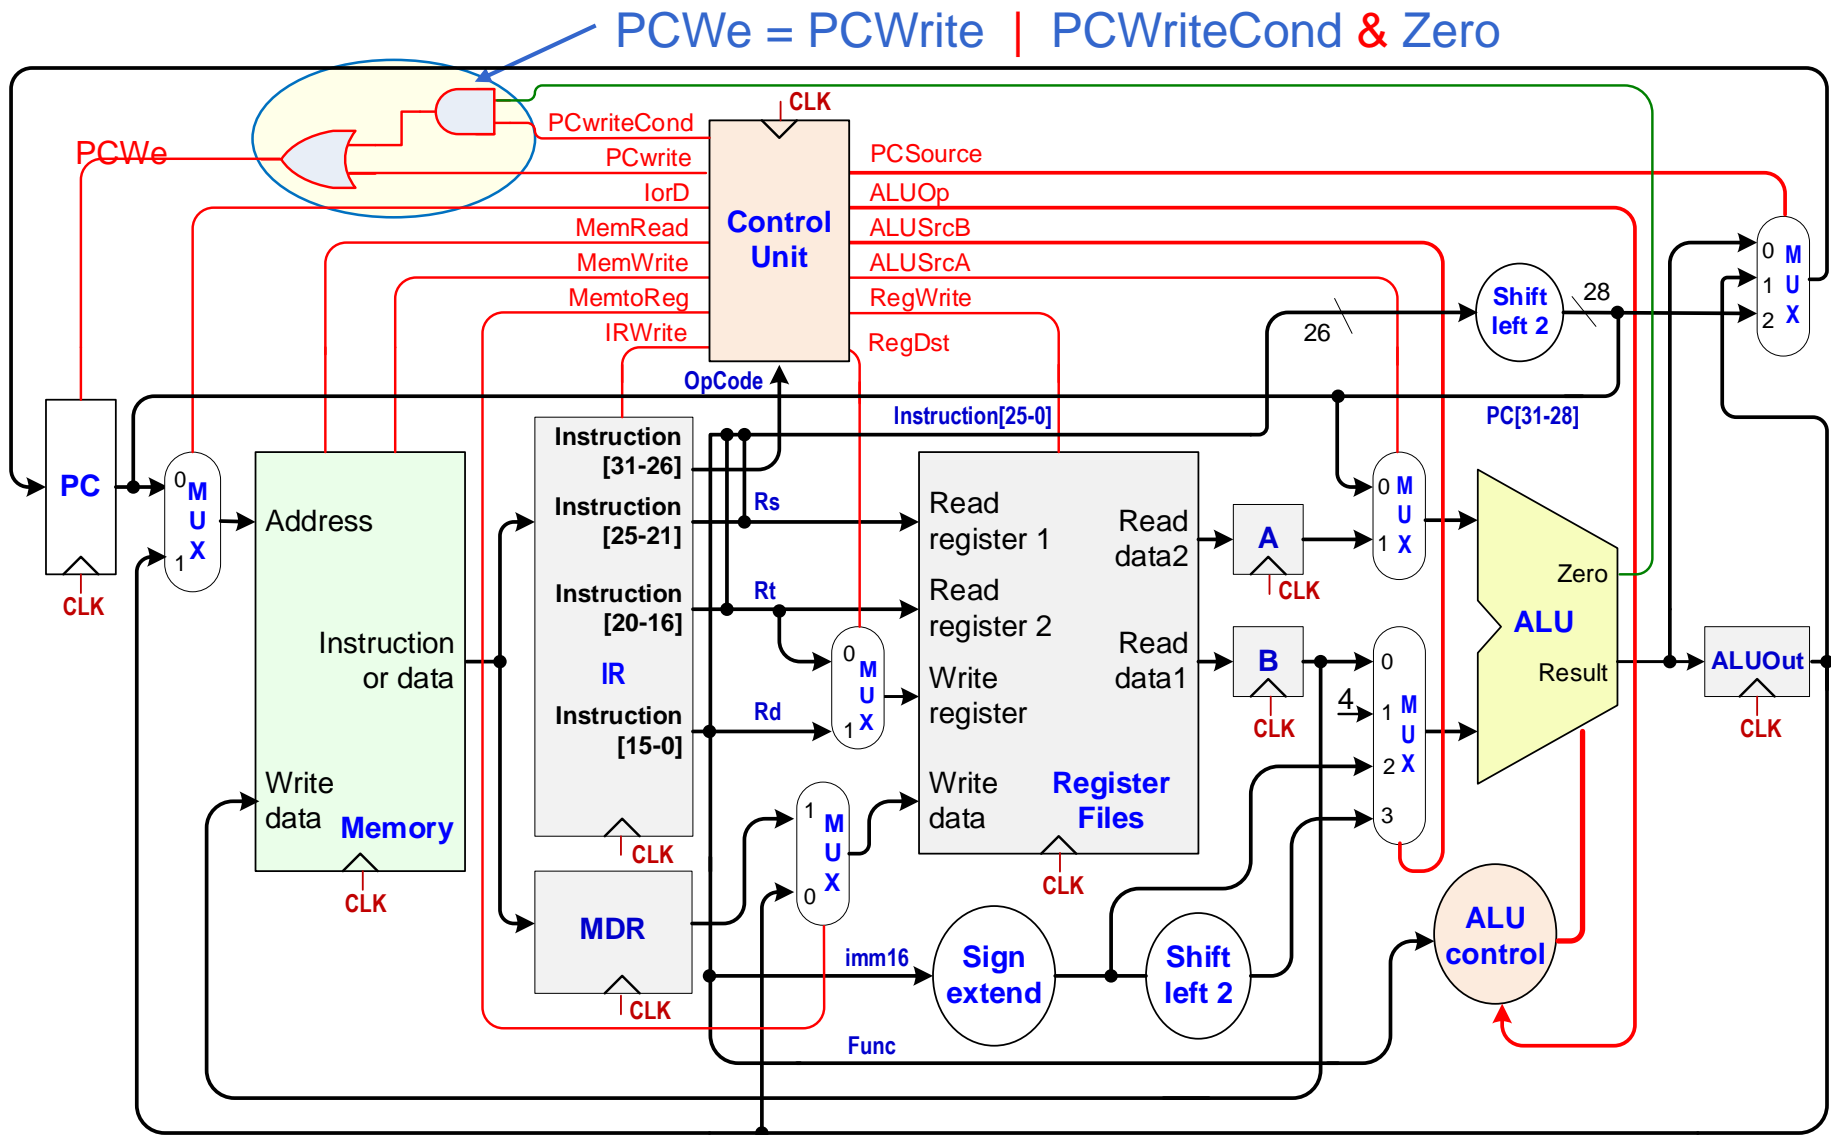 PCWe = PCWrite | PCWriteCond & Zero
CLK
PCwriteCond
PCWe
PCwrite
IorD
MemRead
MemWrite
MemtoReg
IRWrite
Control
Unit
PCSource
ALUOp
ALUSrcB
ALUSrcA
RegWrite
RegDst
OpCode
26
Shift
left 2
28
0
1
2
M
U
X
Instruction[25-0]
PC[31-28]
PC
CLK
0
1
M
U
X
Address
Instruction
or data
Write
data
Memory
CLK
Instruction
[31-26]
Instruction
[25-21]
Instruction
[20-16]
IR
Instruction
[15-0]
CLK
MDR
CLK
Rs
Rt
Rd
0
1
M
U
X
1
0
M
U
X
Read
register 1
Read
register 2
Write
register
Write
data
Read
data2
Read
data1
Register
Files
CLK
A
CLK
B
CLK
0
1
M
U
X
4
0
1
2
3
M
U
X
Zero
ALU
Result
ALUOut
CLK
imm16
Sign
extend
Shift
left 2
ALU
control
Func